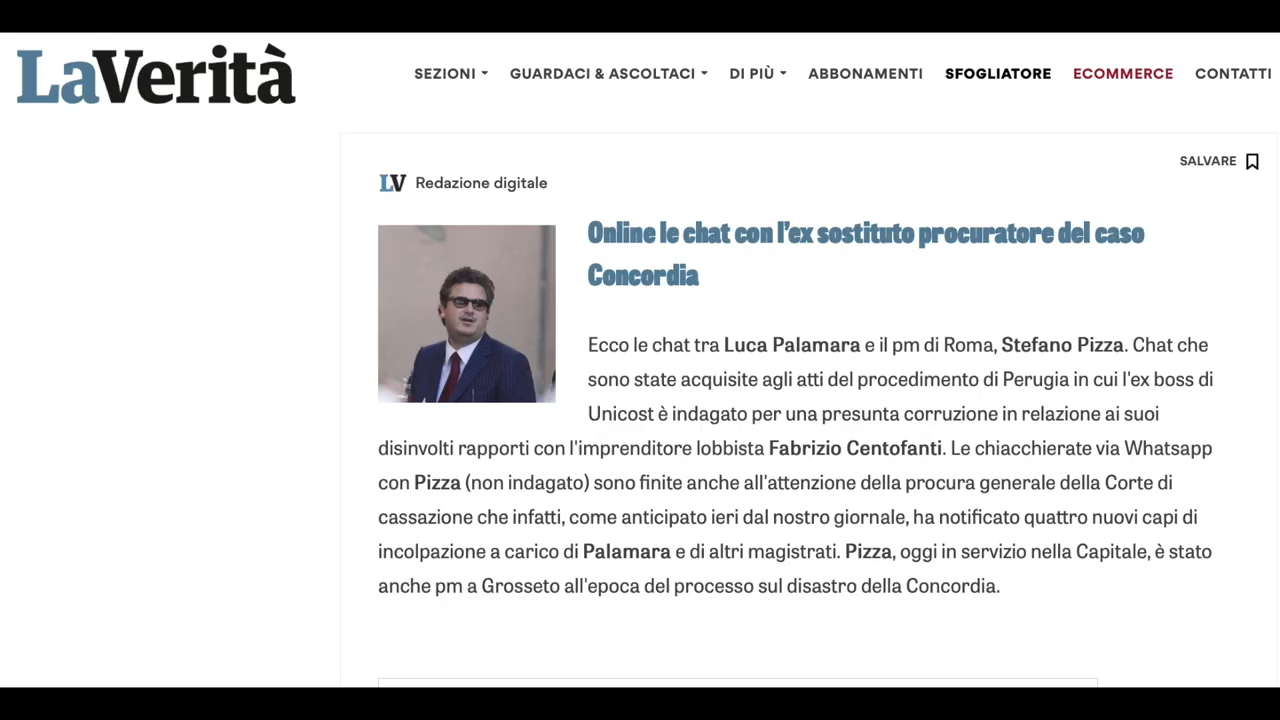 LaVerità
SEZIONI GUARDACI & ASCOLTACI DI PIÙ ABBONAMENTI SFOGLIATORE ECOMMERCE CONTATTI
SALVARE
LV Redazione digitale
Online le chat con l’ex sostituto procuratore del caso
Concordia
Ecco le chat tra Luca Palamara e il pm di Roma, Stefano Pizza. Chat che
sono state acquisite agli atti del procedimento di Perugia in cui l'ex boss di
Unicost è indagato per una presunta corruzione in relazione ai suoi
disinvolti rapporti con l'imprenditore lobbista Fabrizio Centofanti. Le chiacchierate via Whatsapp
con Pizza (non indagato) sono finite anche all'attenzione della procura generale della Corte di
cassazione che infatti, come anticipato ieri dal nostro giornale, ha notificato quattro nuovi capi di
incolpazione a carico di Palamara e di altri magistrati. Pizza, oggi in servizio nella Capitale, è stato
anche pm a Grosseto all'epoca del processo sul disastro della Concordia.